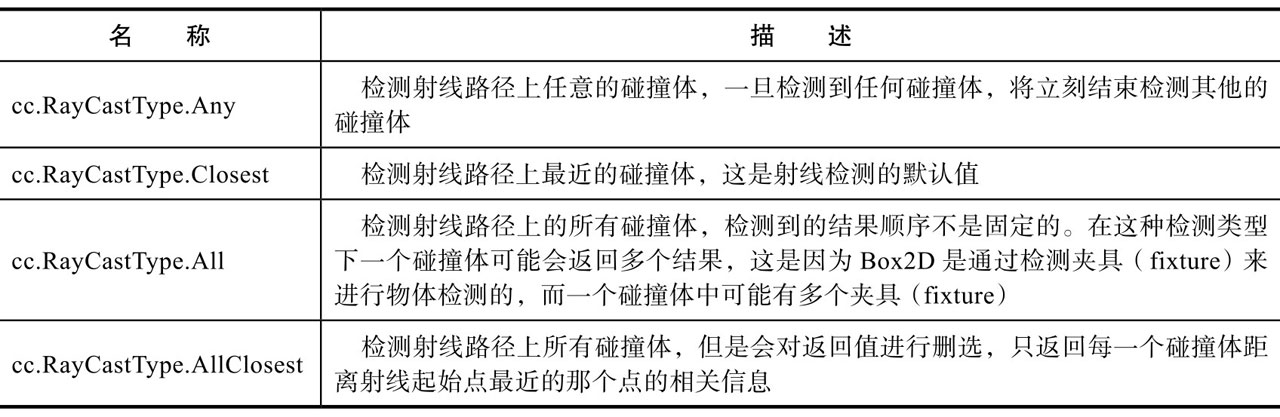 名 称 描 述
cc.RayCastType.Any
检测射线路径上任意的碰撞体，一旦检测到任何碰撞体，将立刻结束检测其他的
碰撞体
cc.RayCastType.Closest
检测射线路径上最近的碰撞体，这是射线检测的默认值
cc.RayCastType.All
检测射线路径上的所有碰撞体，检测到的结果顺序不是固定的。在这种检测类型
下一个碰撞体可能会返回多个结果，这是因为 Box2D 是通过检测夹具（fixture）来
进行物体检测的，而一个碰撞体中可能有多个夹具（fixture）
cc.RayCastType.AllClosest
检测射线路径上所有碰撞体，但是会对返回值进行删选，只返回每一个碰撞体距
离射线起始点最近的那个点的相关信息